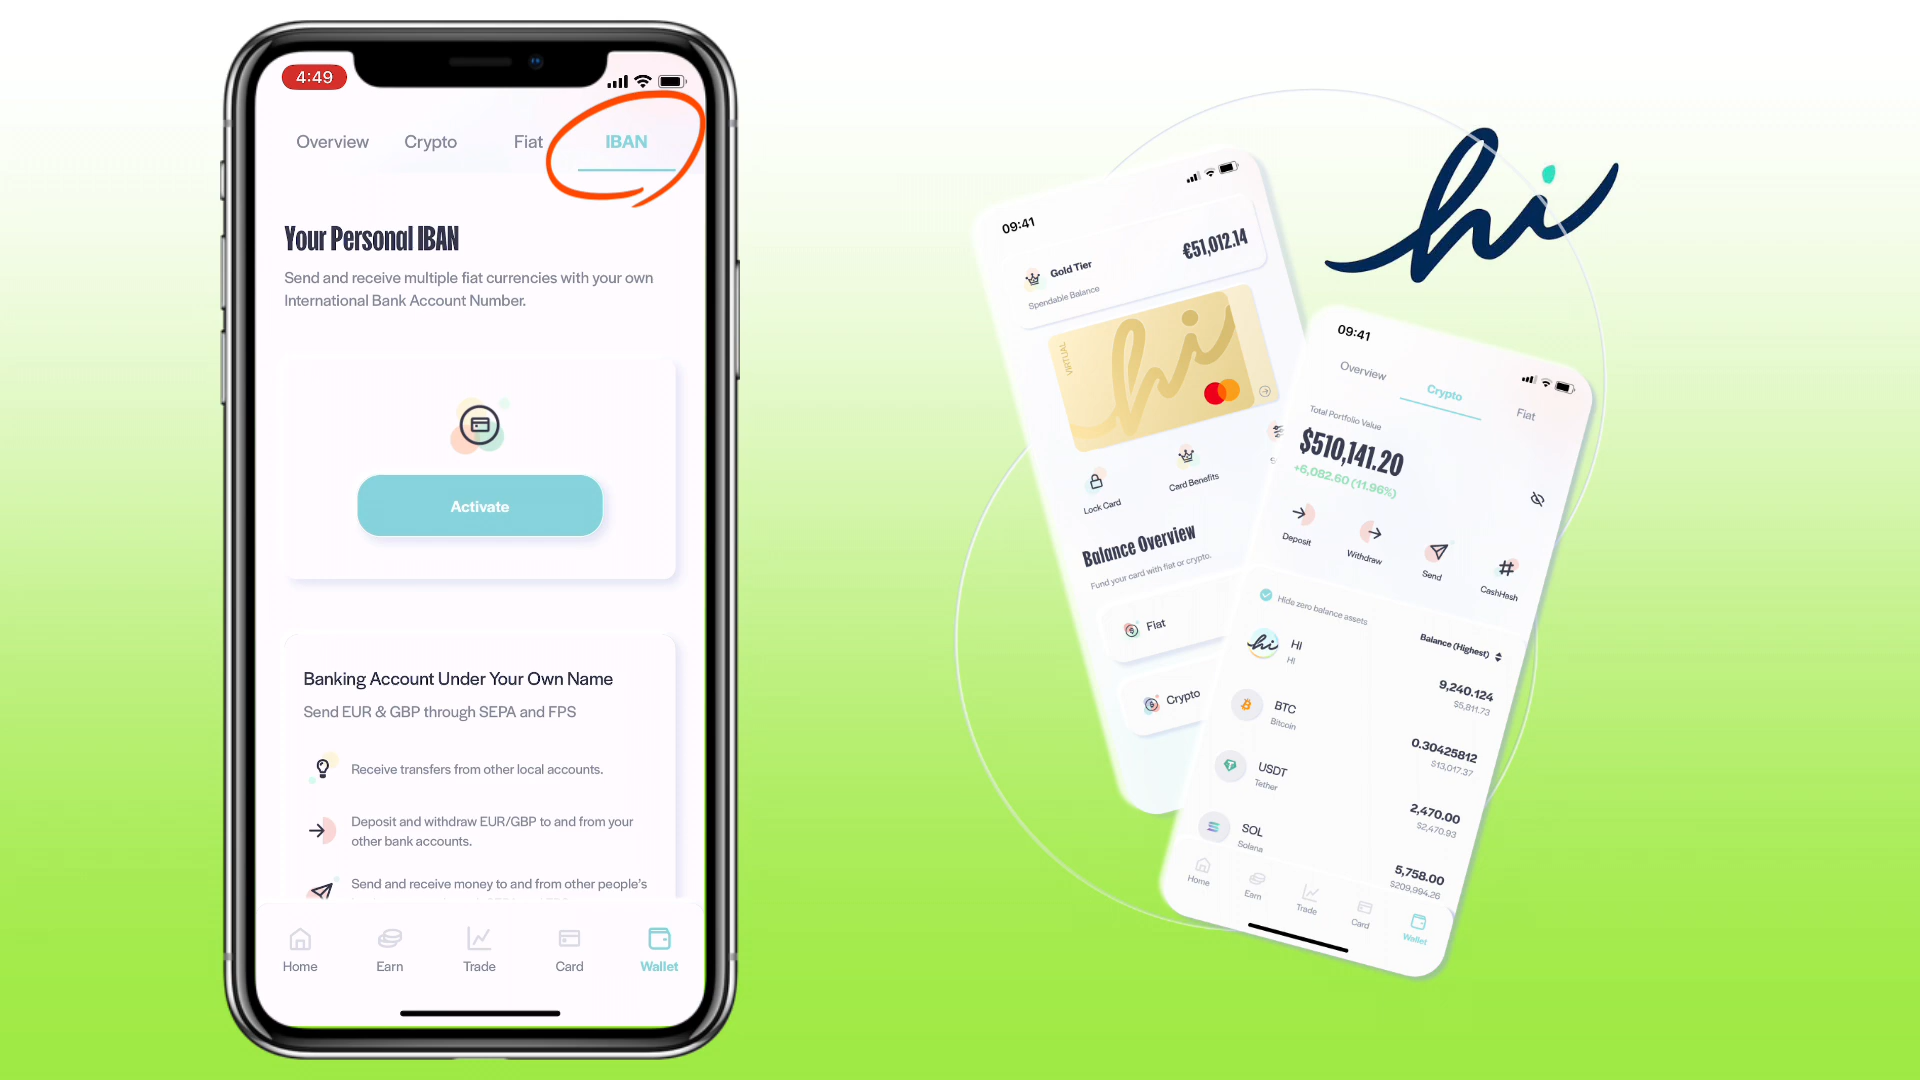 4:49
Overview Crypto Fiat IBAN
Your Personal IBAN
Send and receive multiple fiat currencies with your own
International Bank Account Number.
Activate
Banking Account Under Your Own Name
Send EUR & GBP through SEPA and FPS
Receive transfers from other local accounts.
Deposit and withdraw EUR/GBP to and from your
other bank accounts.
Send and receive money to and from other people's
Home Earn Trade Card Wallet
09:41
Gold Tier
€51,012.14
Spendable Balance
VIRTUAL
hi
Lock Card
Card Benefits
Balance Overview
Fund your card with fiat or crypto.
Fiat
Crypto
hi
09:41
Overview Crypto Fiat
Total Portfolio Value
$510,141.20
+6,082.60 (11.96%)
Deposit Withdraw Send CashHash
Hide zero balance assets
Balance (Highest)
hi
HI
HI
9,240.124
$5,811.73
BTC
Bitcoin
0.30425812
$13,017.37
USDT
Tether
2,470.00
$2,470.93
SOL
Solana
5,758.00
$209,994.26
Home Earn Trade Card Wallet